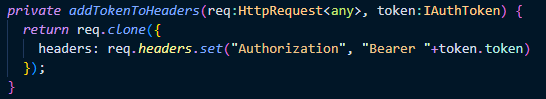 private addTokenToHeaders(req:HttpRequest<any>, token:IAuthToken) {
  return req.clone({
    headers: req.headers.set("Authorization", "Bearer "+token.token)
  });
}